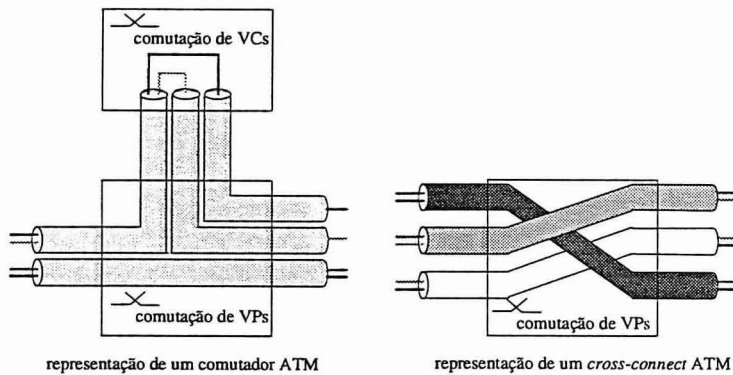 comutação de VCs
comutação de VPs
representação de um comutador ATM
comutação de VPs
representação de um cross-connect ATM